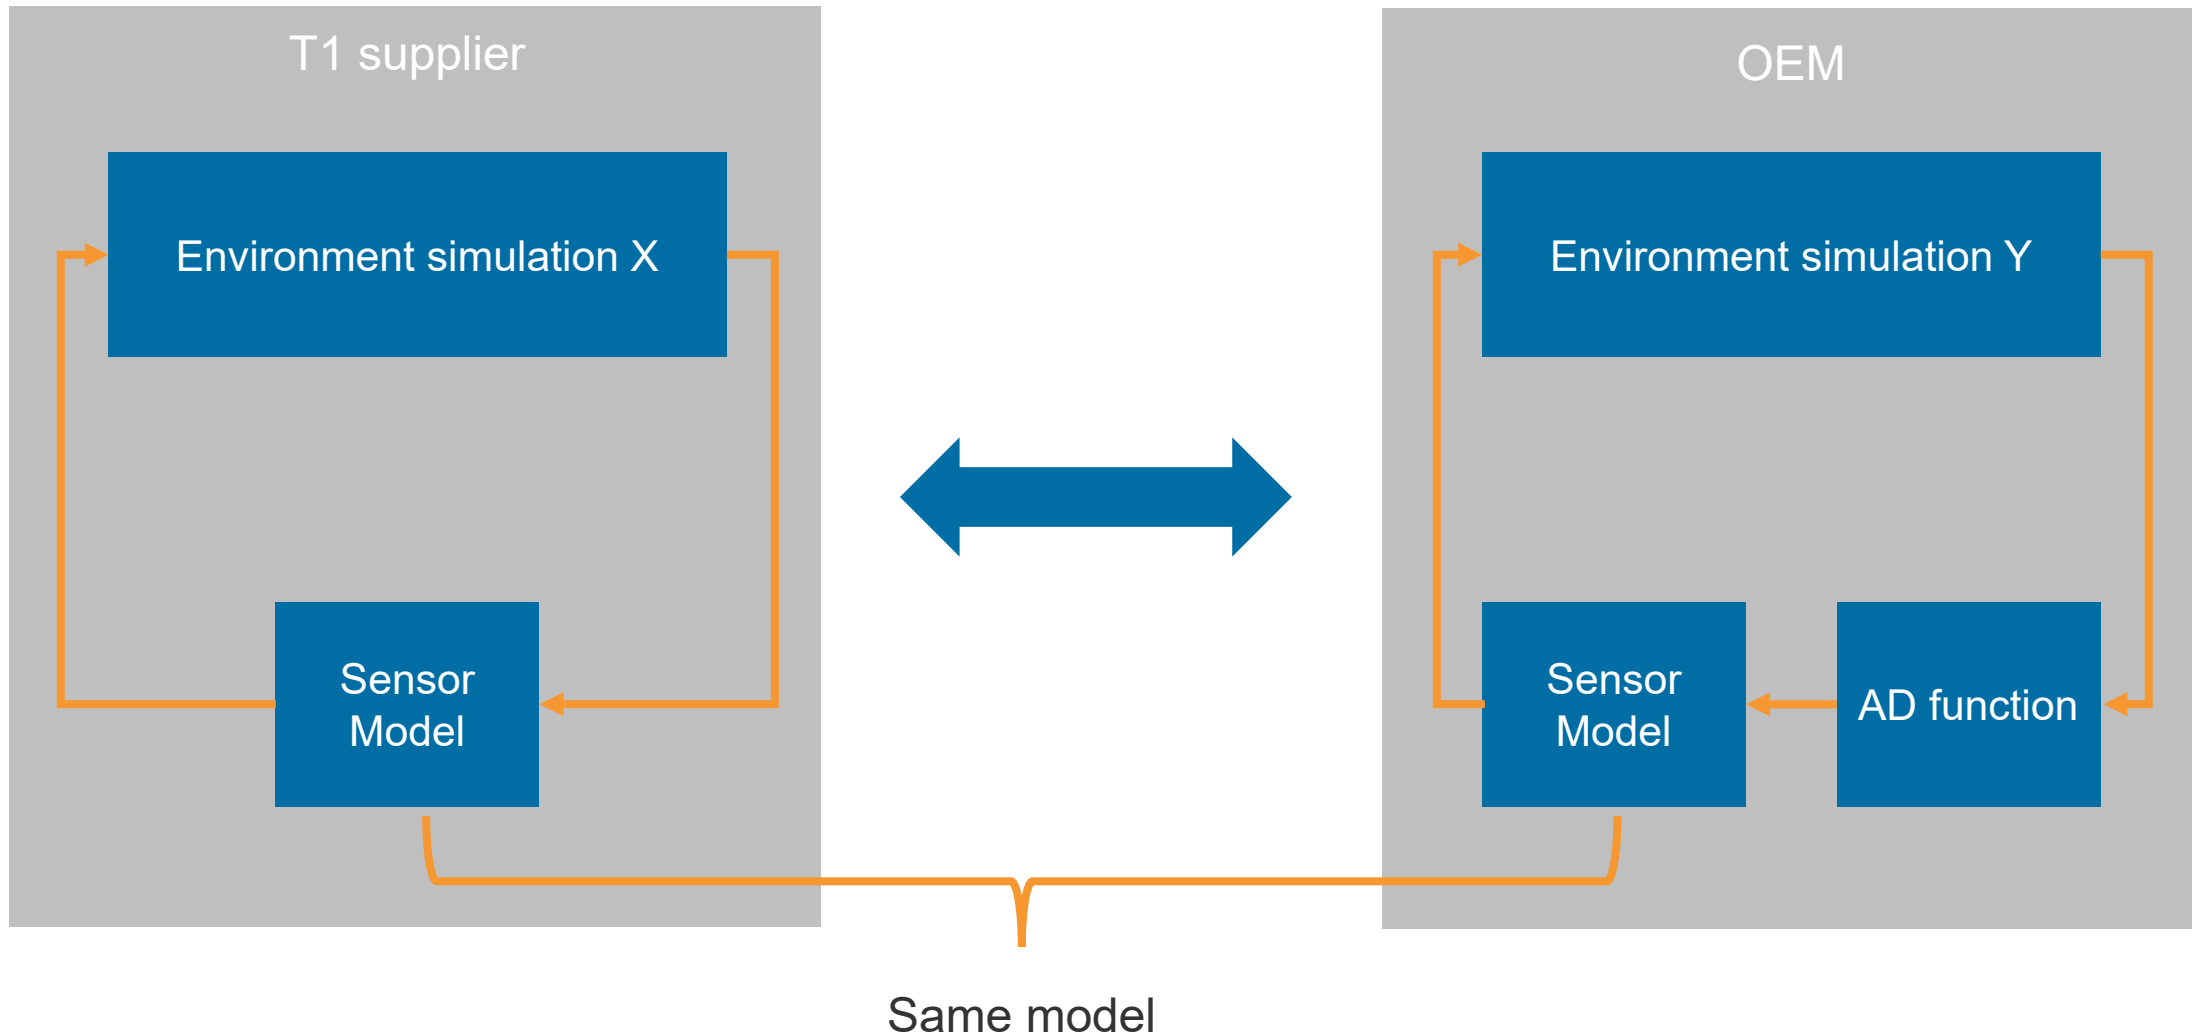 T1 supplier
OEM
Environment simulation X
Environment simulation Y
Sensor
Model
Sensor
Model
AD function
Same model